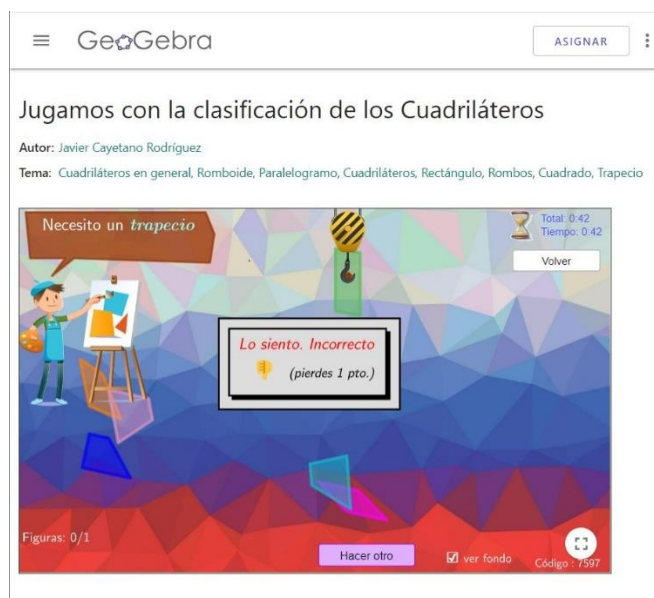 GeoGebra
ASIGNAR
Jugamos con la clasificación de los Cuadriláteros
Autor: Javier Cayetano Rodríguez
Tema: Cuadriláteros en general, Romboide, Paralelogramo, Cuadriláteros, Rectángulo, Rombos, Cuadrado, Trapecio
Necesito un trapecio
Total: 0:42
Tiempo: 0:42
Volver
Lo siento. Incorrecto
(pierdes 1 pto.)
Figuras: 0/1
Hacer otro
ver fondo
Código : 7597